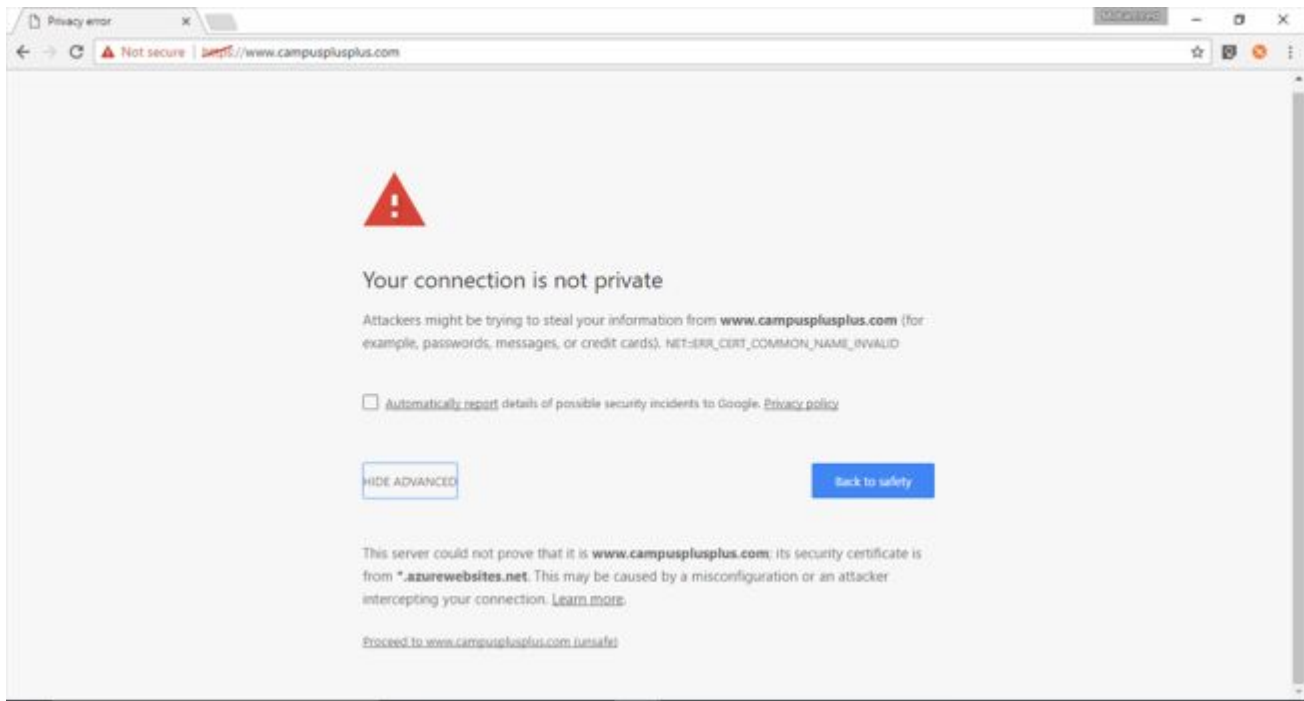 Privacy error
Not secure | https://www.campusplusplus.com
Your connection is not private
Attackers might be trying to steal your information from www.campusplusplus.com (for
example, passwords, messages, or credit cards). NET::ERR_CERT_COMMON_NAME_INVALID
Automatically report details of possible security incidents to Google. Privacy policy
HIDE ADVANCED
Back to safety
This server could not prove that it is www.campusplusplus.com; its security certificate is
from *.azurewebsites.net. This may be caused by a misconfiguration or an attacker
intercepting your connection. Learn more.
Proceed to www.campusplusplus.com (unsafe)